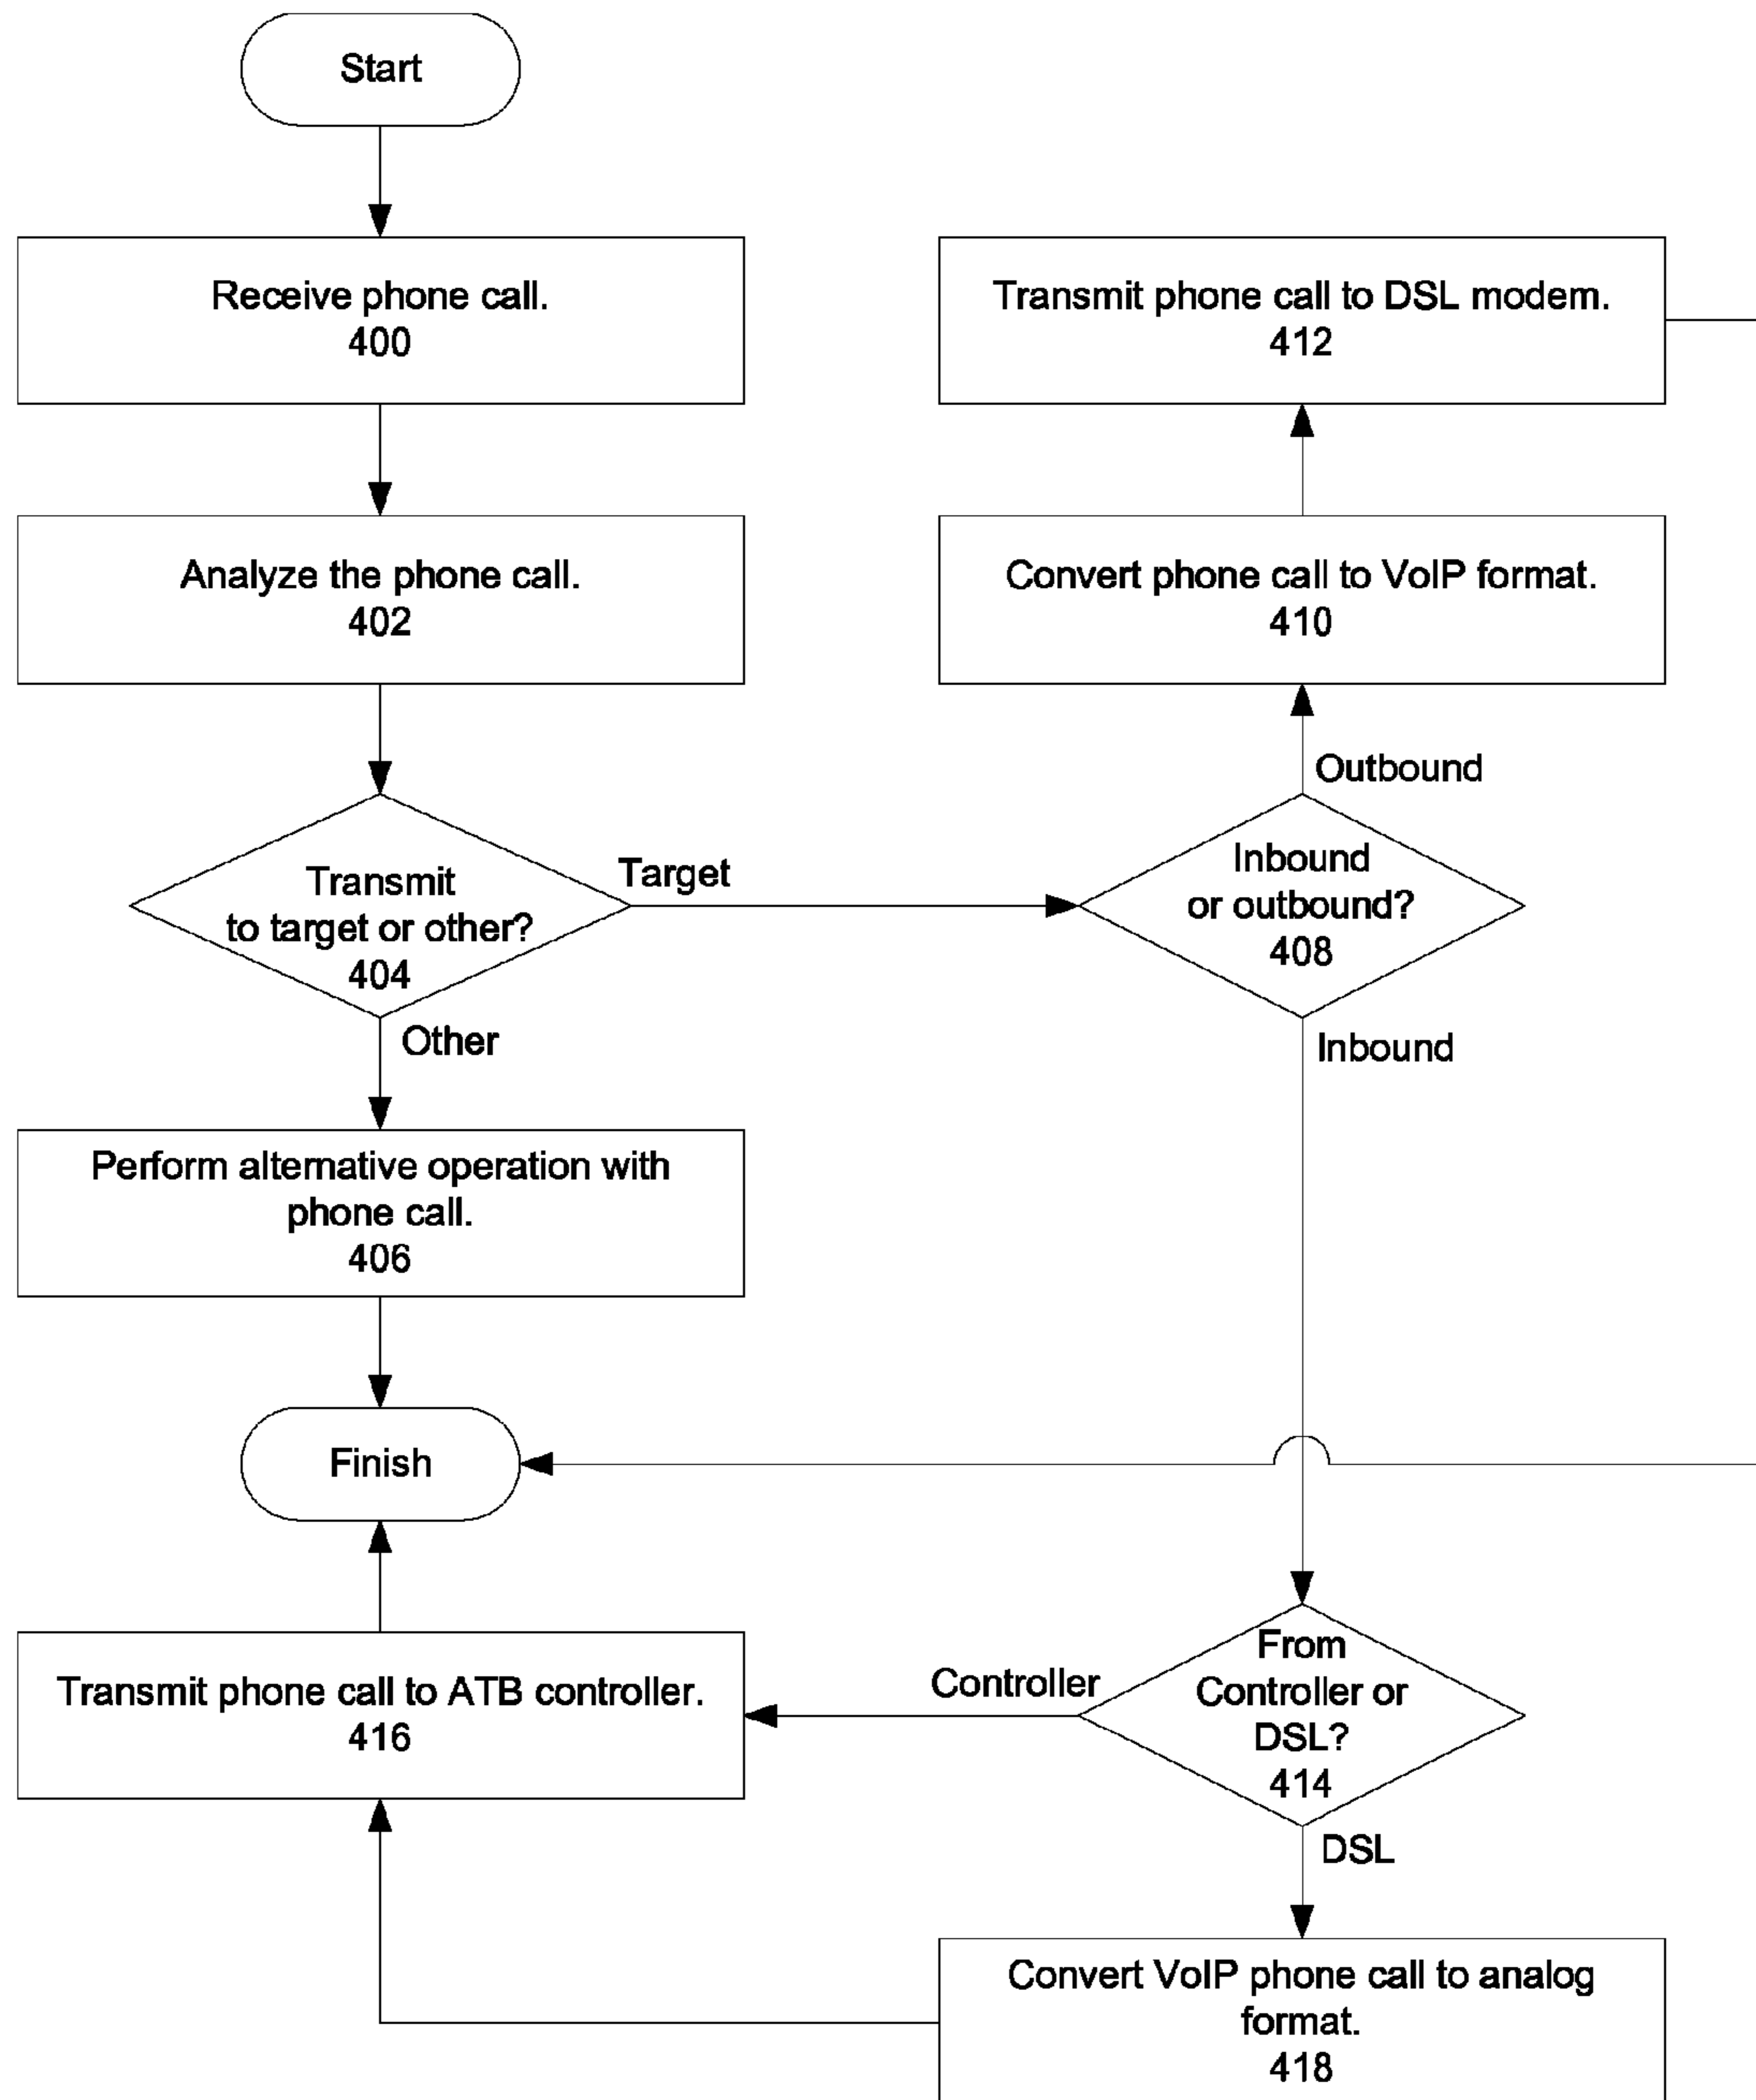 Start
Receive phone call.
400
Analyze the phone call.
402
Transmit
to target or other?
404
Target
Other
Perform alternative operation with
phone call.
406
Finish
Transmit phone call to DSL modem.
412
Convert phone call to VoIP format.
410
Outbound
Inbound
or outbound?
408
Inbound
From
Controller or
DSL?
414
Controller
Transmit phone call to ATB controller.
416
DSL
Convert VoIP phone call to analog
format.
418